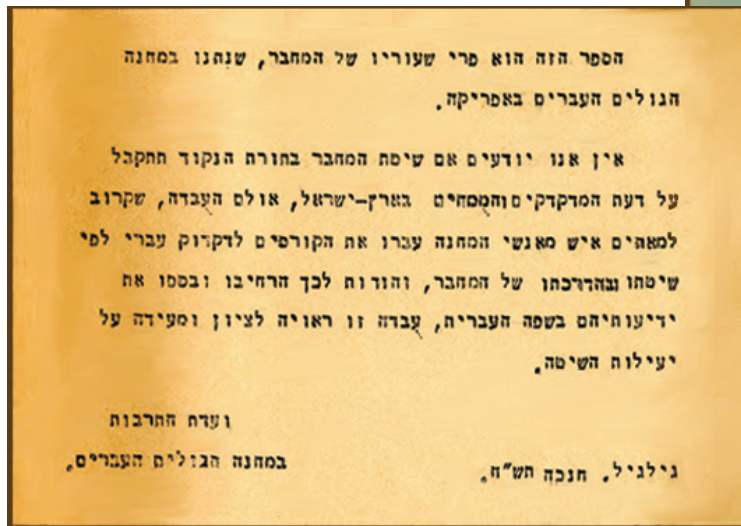 הספר הזה הוא פרי שעוריו של המחבר, שנתנו במחנה
הגולים העברים באפריקה.
אין אנו יודעים אם שיטת המחבר בתורת הנקוד תתקבל
על דעת המדקדקים והמומחים בארץ-ישראל, אולם העבדה, שקרוב
למאתים איש מאנשי המחנה עברו את הקורסים לדקדוק עברי לפי
שיטתו ובהדרכתו של המחבר, והודות לכך הרחיבו ובססו את
ידיעותיהם בשפה העברית, עבדה זו ראויה לציון ומעידה על
יעילות השיטה.
ועדת התרבות
במחנה הגולים העברים.
גילגיל. חנכה תש"ח.